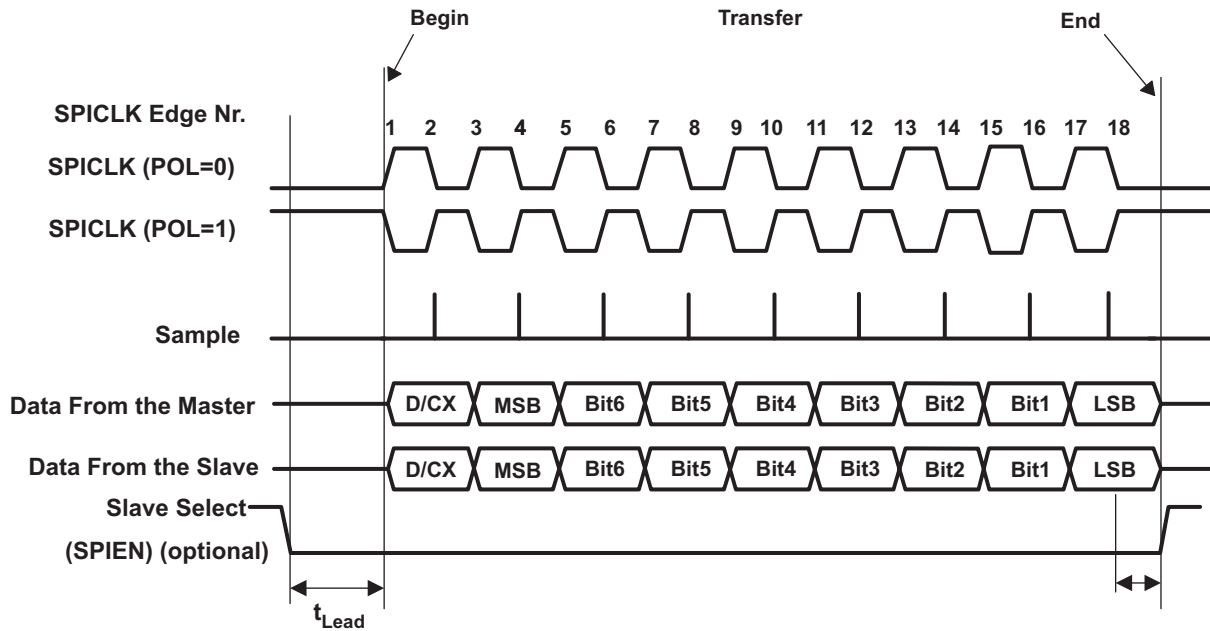 Begin Transfer End
SPICLK Edge Nr.
1 2 3 4 5 6 7 8 9 10 11 12 13 14 15 16 17 18
SPICLK (POL=0)
SPICLK (POL=1)
Sample
Data From the Master D/CX MSB Bit6 Bit5 Bit4 Bit3 Bit2 Bit1 LSB
Data From the Slave D/CX MSB Bit6 Bit5 Bit4 Bit3 Bit2 Bit1 LSB
Slave Select
(SPIEN) (optional)
tLead